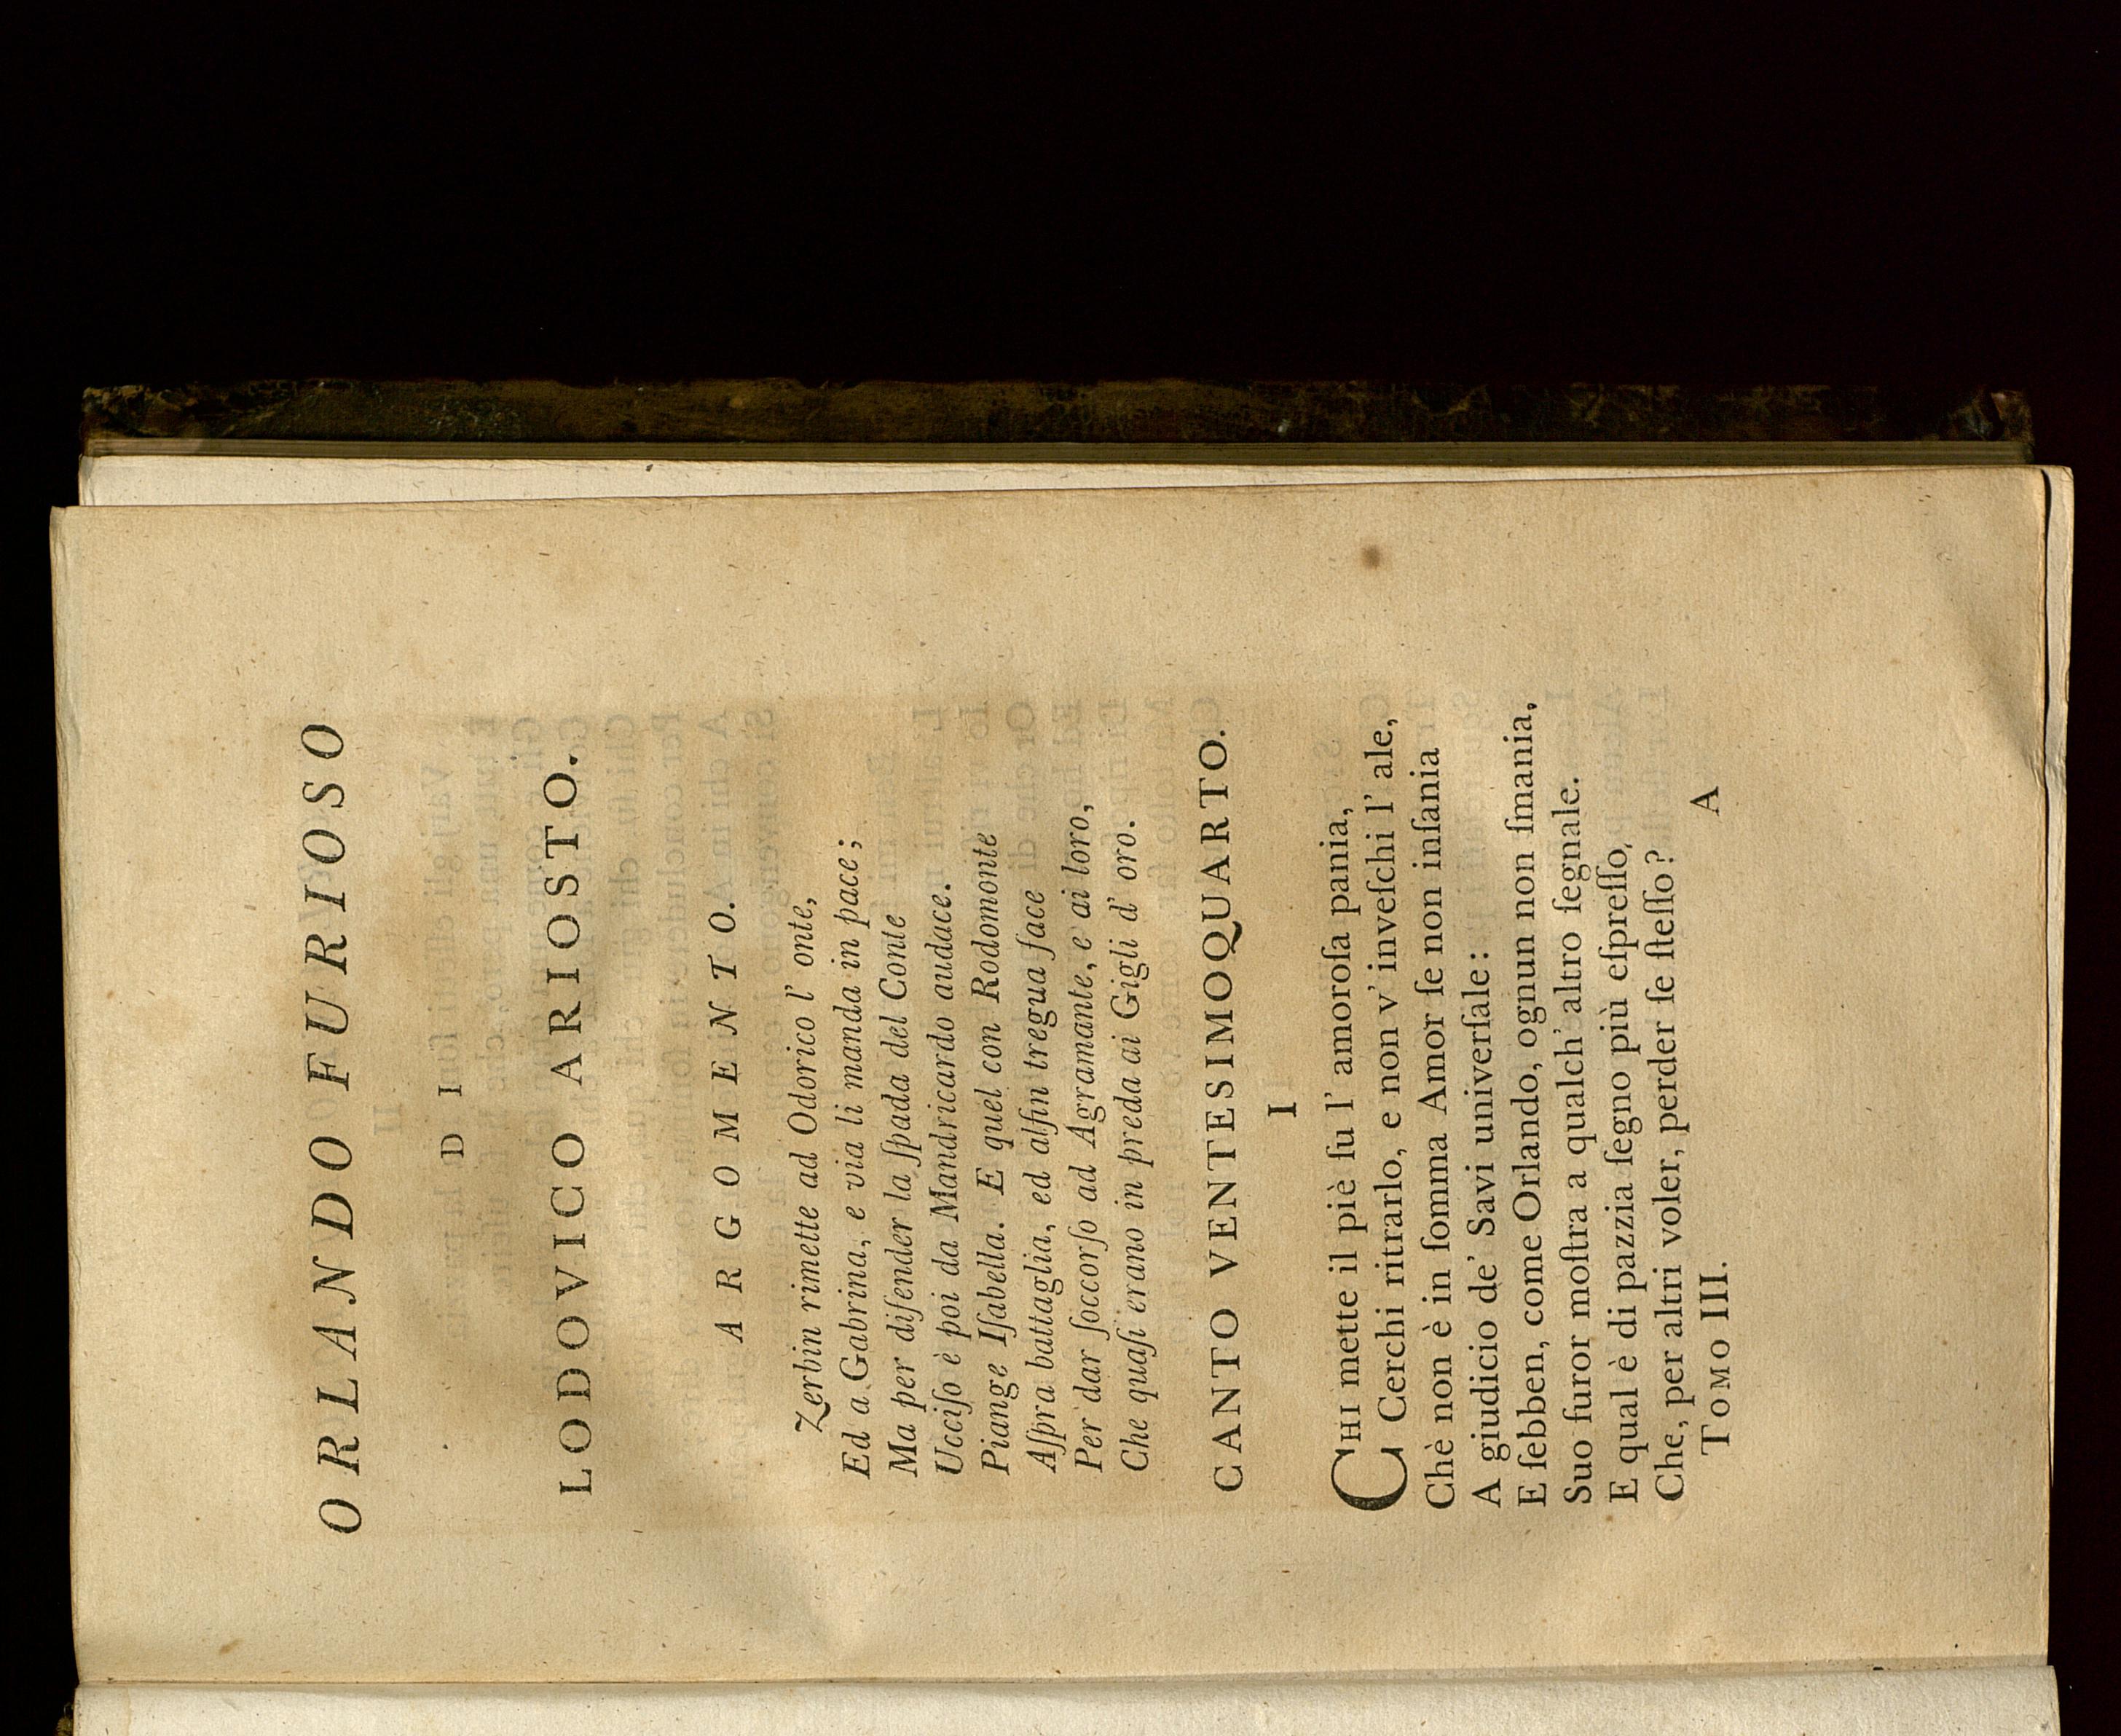 ORLANDO FURIOSO
DI
LODOVICO ARIOSTO.
ARGOMENTO.
Zerbin rimette ad Odorico l' onte,
Ed a Gabrina, e via li manda in pace;
Ma per difender la ſpada del Conte
Ucciſo è poi da Mandricardo audace.
Piange Iſabella. E quel con Rodomonte
Aſpra battaglia, ed alfin tregua face
Per dar ſoccorſo ad Agramante, e ai loro,
Che quaſi erano in preda ai Gigli d' oro.
CANTO VENTESIMOQUARTO.
I
CHI mette il piè ſu l' amoroſa pania,
Cerchi ritrarlo, e non v' inveſchi l' ale,
Chè non è in ſomma Amor ſe non inſania
A giudicio de' Savi univerſale:
E ſebben, come Orlando, ognun non ſmania,
Suo furor moſtra a qualch' altro ſegnale.
E qual è di pazzia ſegno più eſpreſſo,
Che, per altri voler, perder ſe ſteſſo?
TOMO III. A